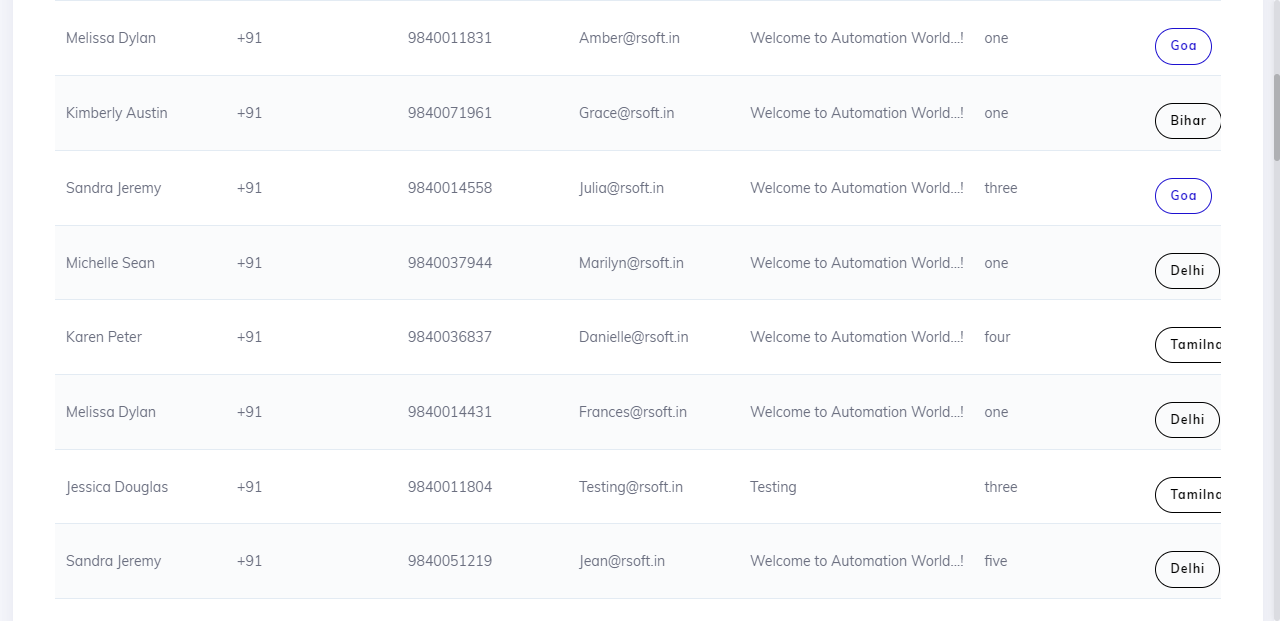 Melissa Dylan +91 9840011831 Amber@rsoft.in Welcome to Automation World...! one Goa
Kimberly Austin +91 9840071961 Grace@rsoft.in Welcome to Automation World...! one Bihar
Sandra Jeremy +91 9840014558 Julia@rsoft.in Welcome to Automation World...! three Goa
Michelle Sean +91 9840037944 Marilyn@rsoft.in Welcome to Automation World...! one Delhi
Karen Peter +91 9840036837 Danielle@rsoft.in Welcome to Automation World...! four
Melissa Dylan +91 9840014431 Frances@rsoft.in Welcome to Automation World...! one Delhi
Jessica Douglas +91 9840011804 Testing@rsoft.in Testing three
Sandra Jeremy +91 9840051219 Jean@rsoft.in Welcome to Automation World...! five Delhi